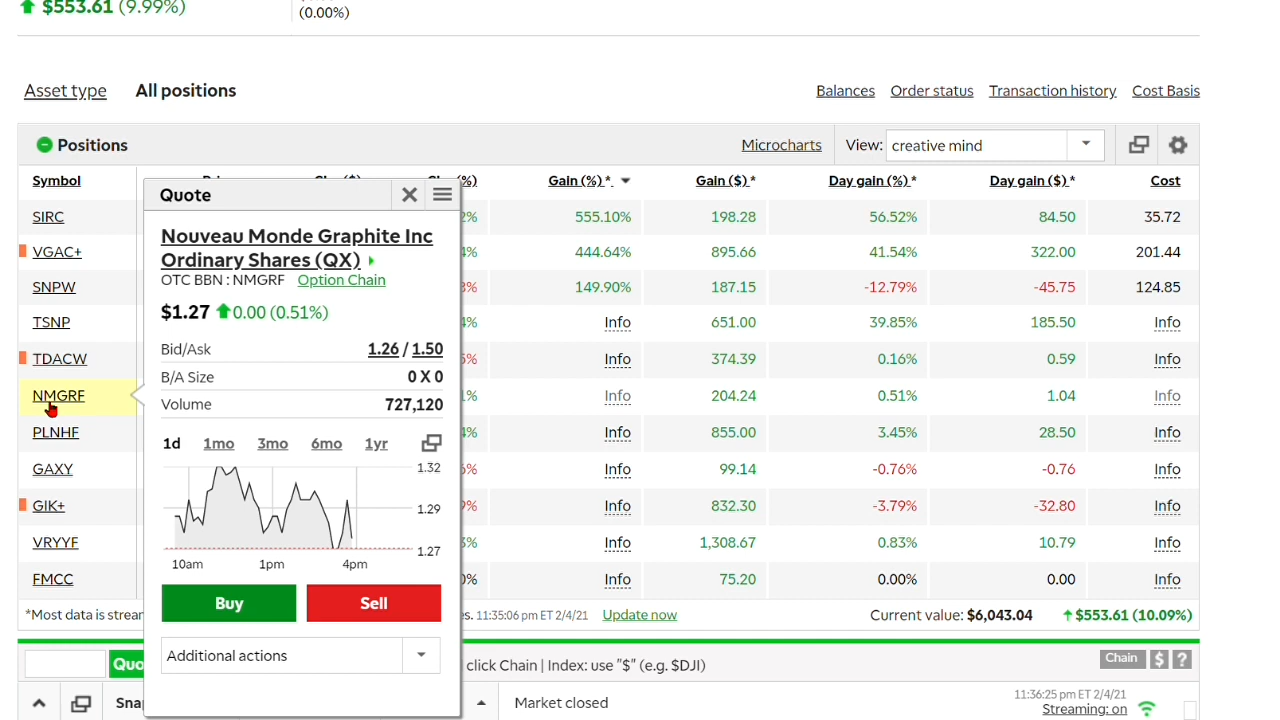 $553.61 (9.99%)
(0.00%)
Asset type All positions Balances Order status Transaction history Cost Basis
Positions Microcharts View: creative mind
Symbol Gain (%)* Gain ($) * Day gain (%) * Day gain ($) * Cost
SIRC 555.10% 198.28 56.52% 84.50 35.72
VGAC+ 444.64% 895.66 41.54% 322.00 201.44
SNPW 149.90% 187.15 -12.79% -45.75 124.85
TSNP Info 651.00 39.85% 185.50 Info
TDACW Info 374.39 0.16% 0.59 Info
NMGRF Info 204.24 0.51% 1.04 Info
PLNHF Info 855.00 3.45% 28.50 Info
GAXY Info 99.14 -0.76% -0.76 Info
GIK+ Info 832.30 -3.79% -32.80 Info
VRYYF Info 1,308.67 0.83% 10.79 Info
FMCC Info 75.20 0.00% 0.00 Info
Quote
Nouveau Monde Graphite Inc
Ordinary Shares (QX)
OTC BBN : NMGRF Option Chain
$1.27 0.00 (0.51%)
Bid/Ask 1.26 / 1.50
B/A Size 0 X 0
Volume 727,120
1d 1mo 3mo 6mo 1yr
1.32
1.29
1.27
10am 1pm 4pm
Buy Sell
Additional actions
*Most data is 11:35:06 pm ET 2/4/21 Update now Current value: $6,043.04 $553.61 (10.09%)
click Chain | Index: use "$" (e.g. $DJI) Chain $ ?
Market closed 11:36:25 pm ET 2/4/21
Streaming: on